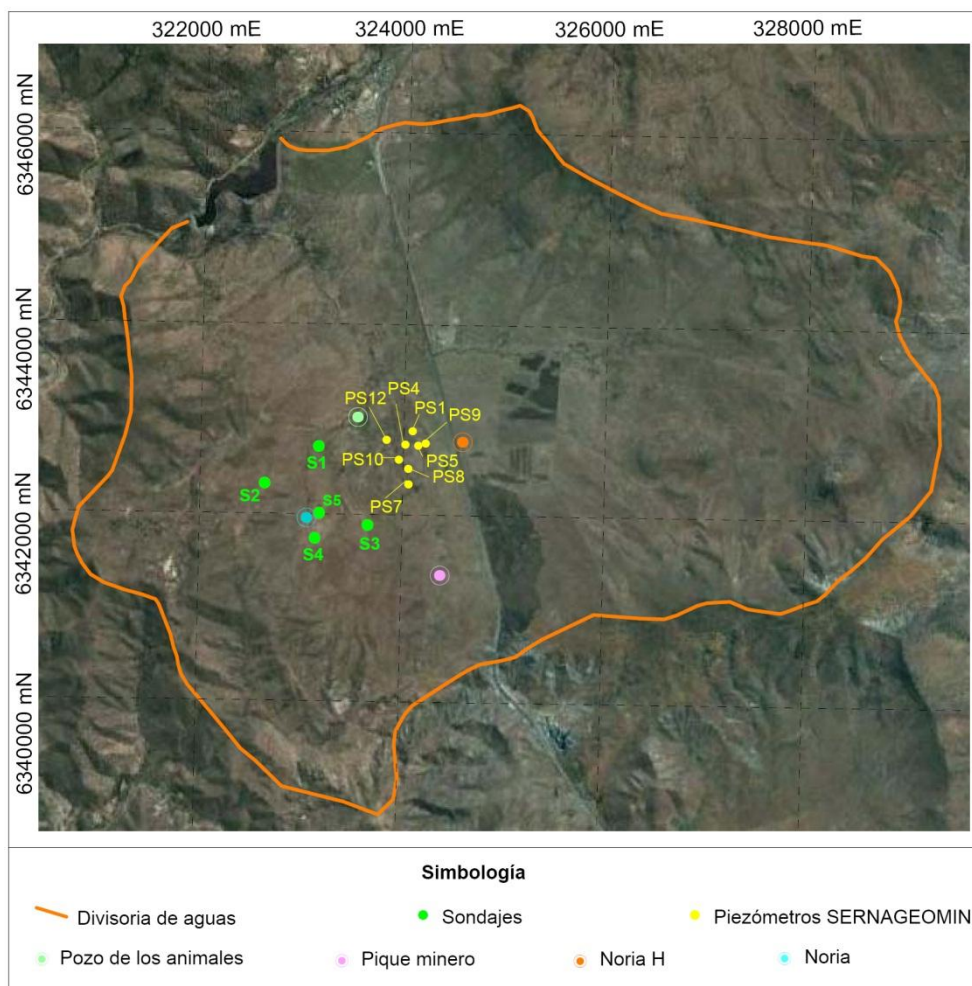 322000 mE 324000 mE 326000 mE 328000 mE
6346000 mN
6344000 mN
6342000 mN
6340000 mN
PS4
PS12 PS1
PS9
S1 PS10 PS5
PS8
S2 S5 PS7
S4 S3
Simbología
Divisoria de aguas Sondajes Piezómetros SERNAGEOMIN
Pozo de los animales Pique minero Noria H Noria